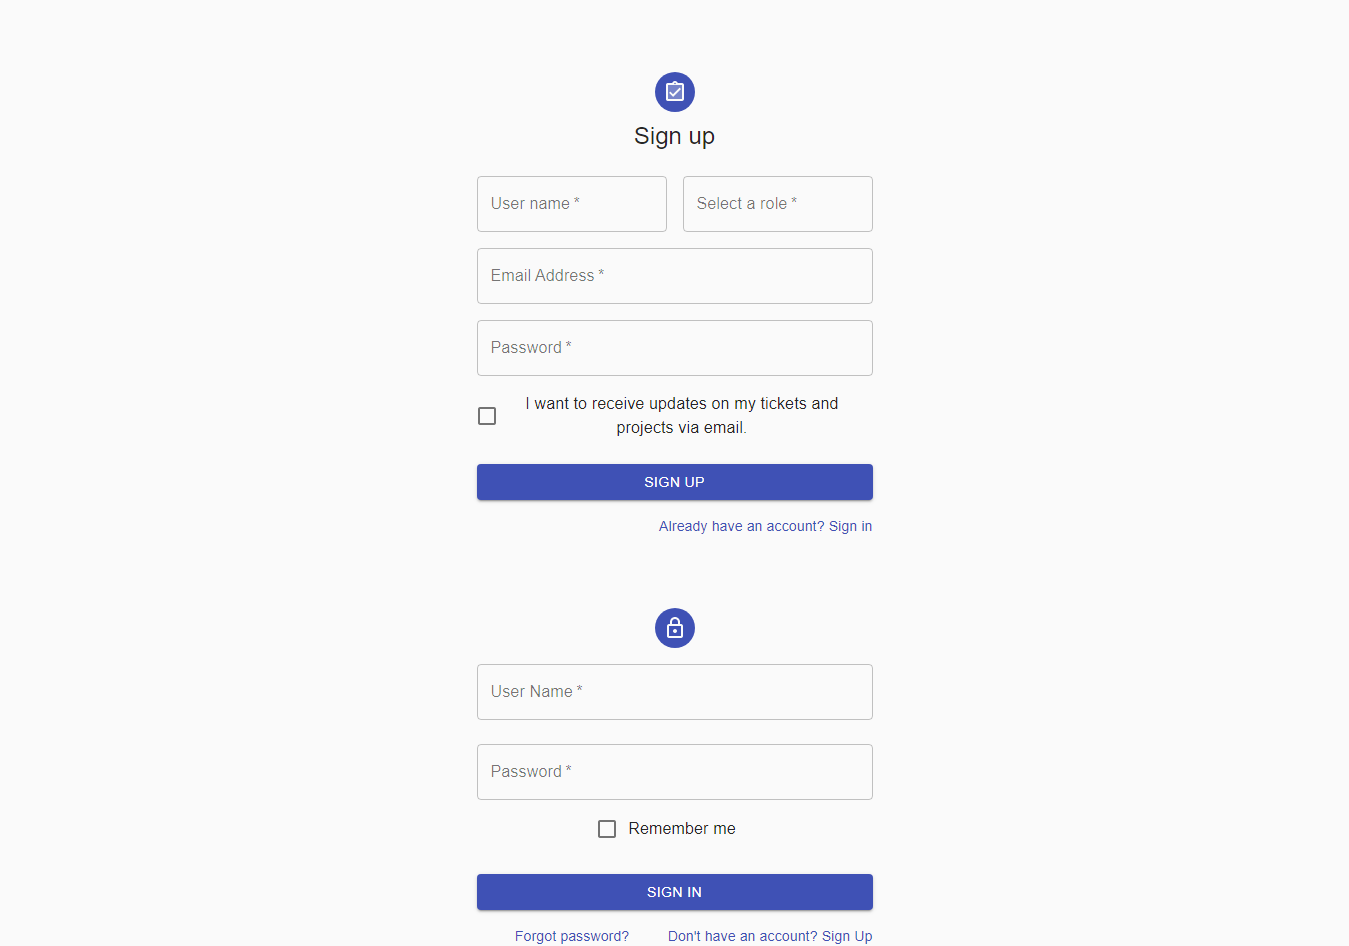 Sign up
User name *
Select a role *
Email Address *
Password *
I want to receive updates on my tickets and
projects via email.
SIGN UP
Already have an account? Sign in
User Name *
Password *
Remember me
SIGN IN
Forgot password?
Don't have an account? Sign Up